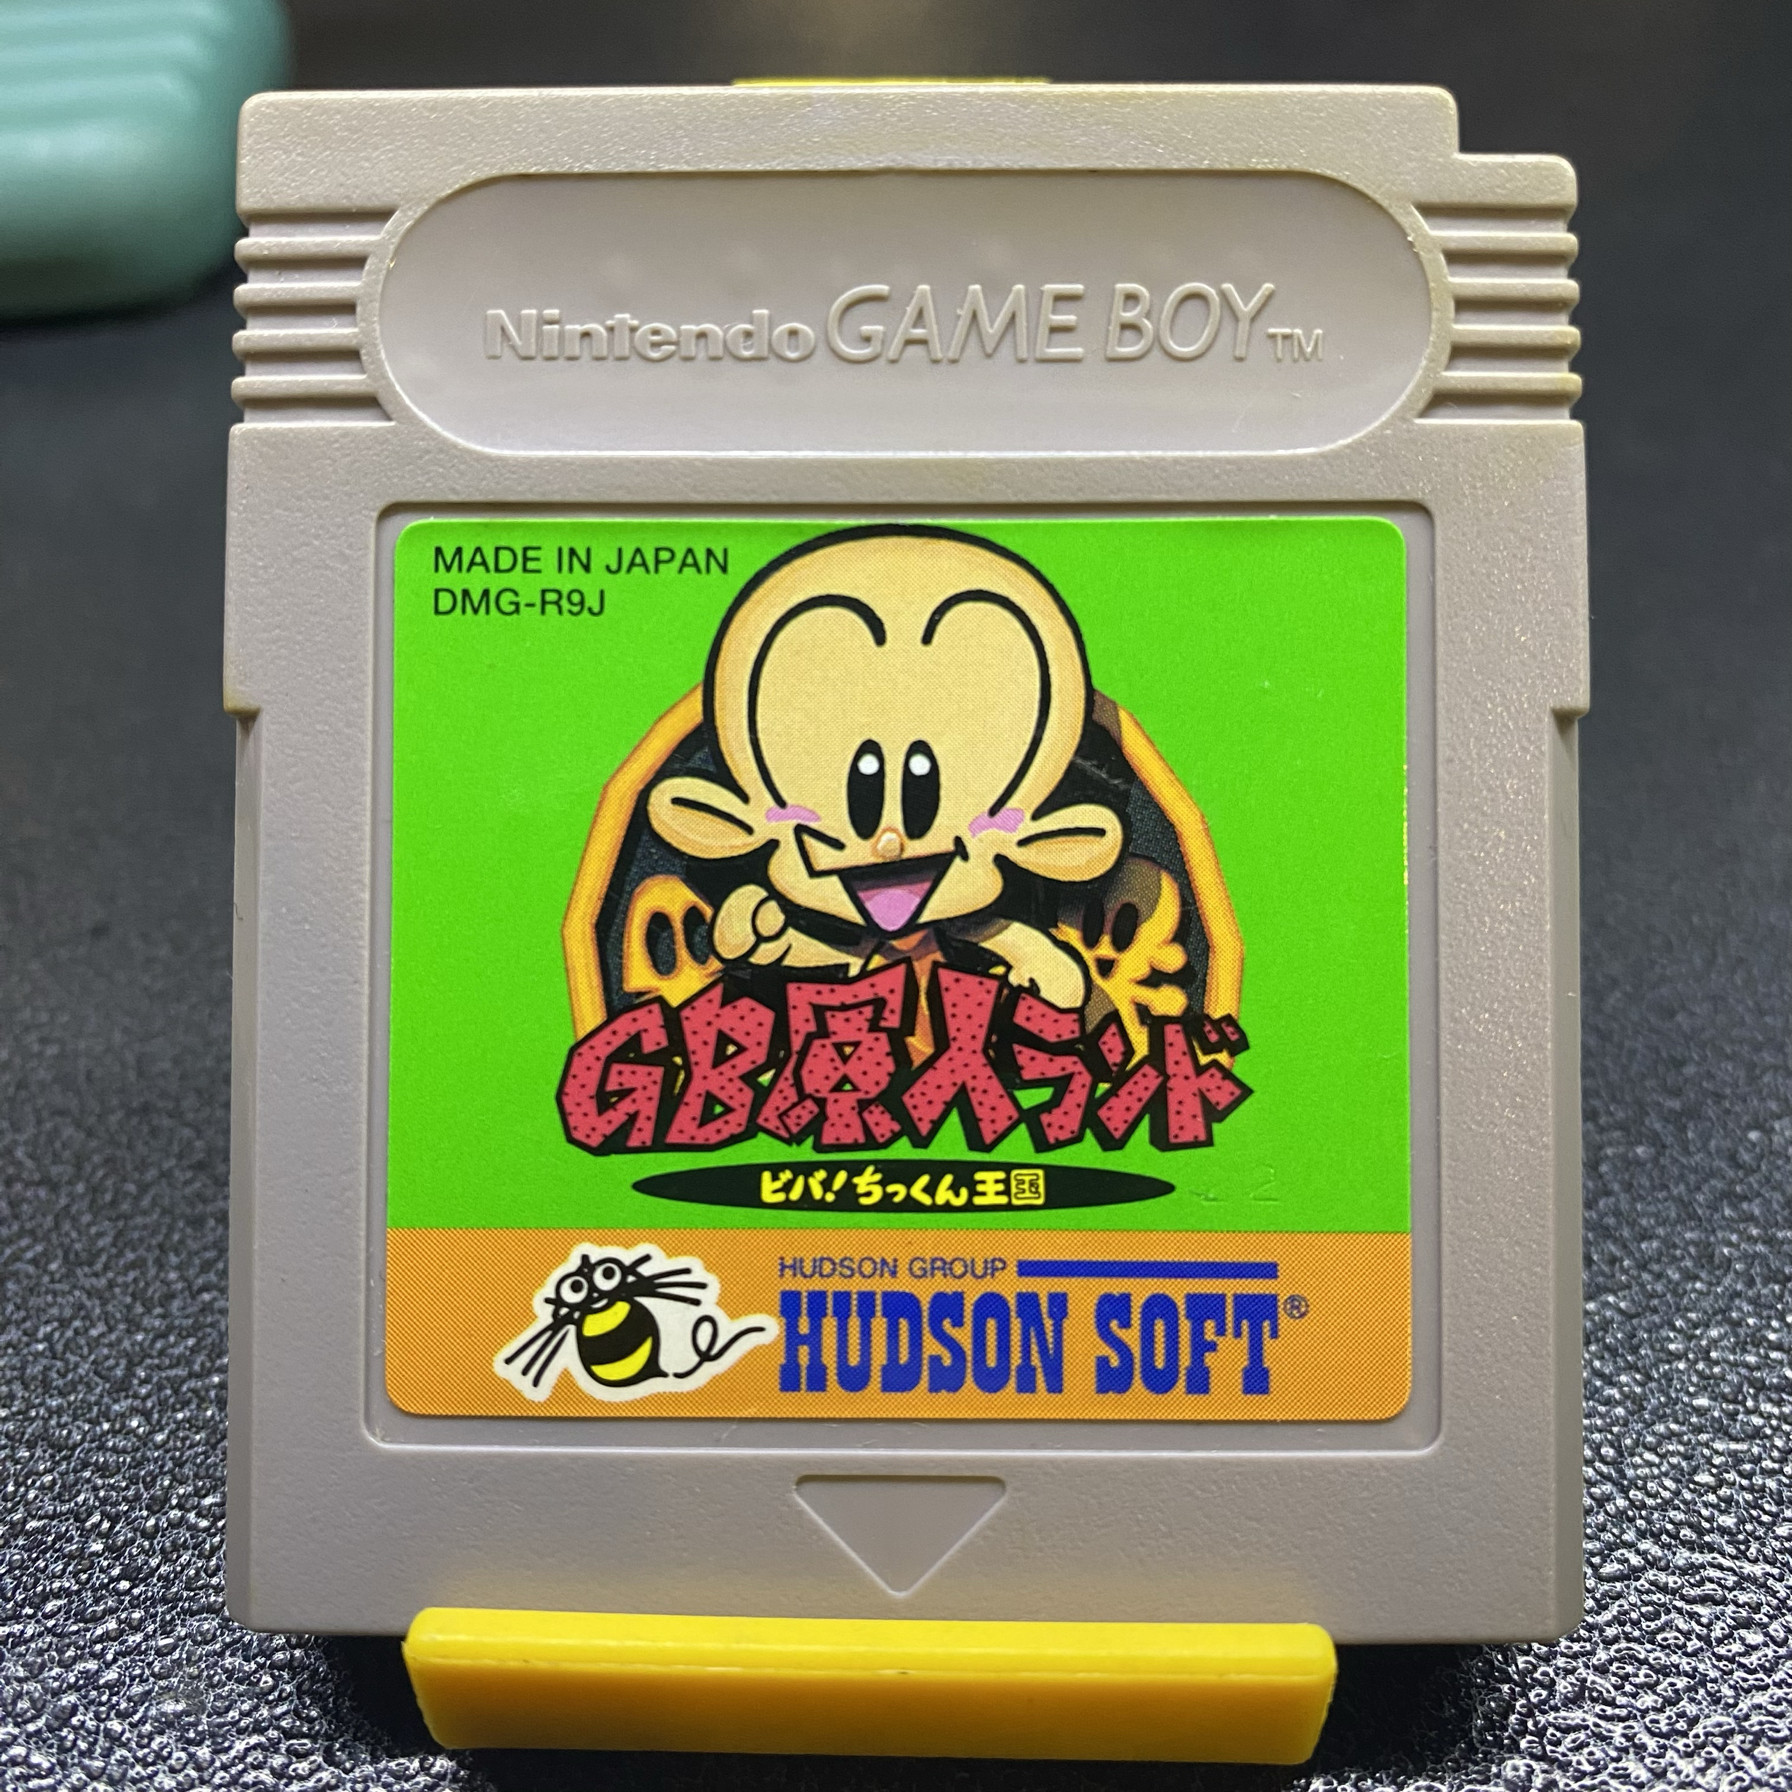 Nintendo GAME BOY TM
MADE IN JAPAN
DMG-R9J
GB原人ランド
ビバ!ちっくん王国
HUDSON GROUP
HUDSON SOFT®